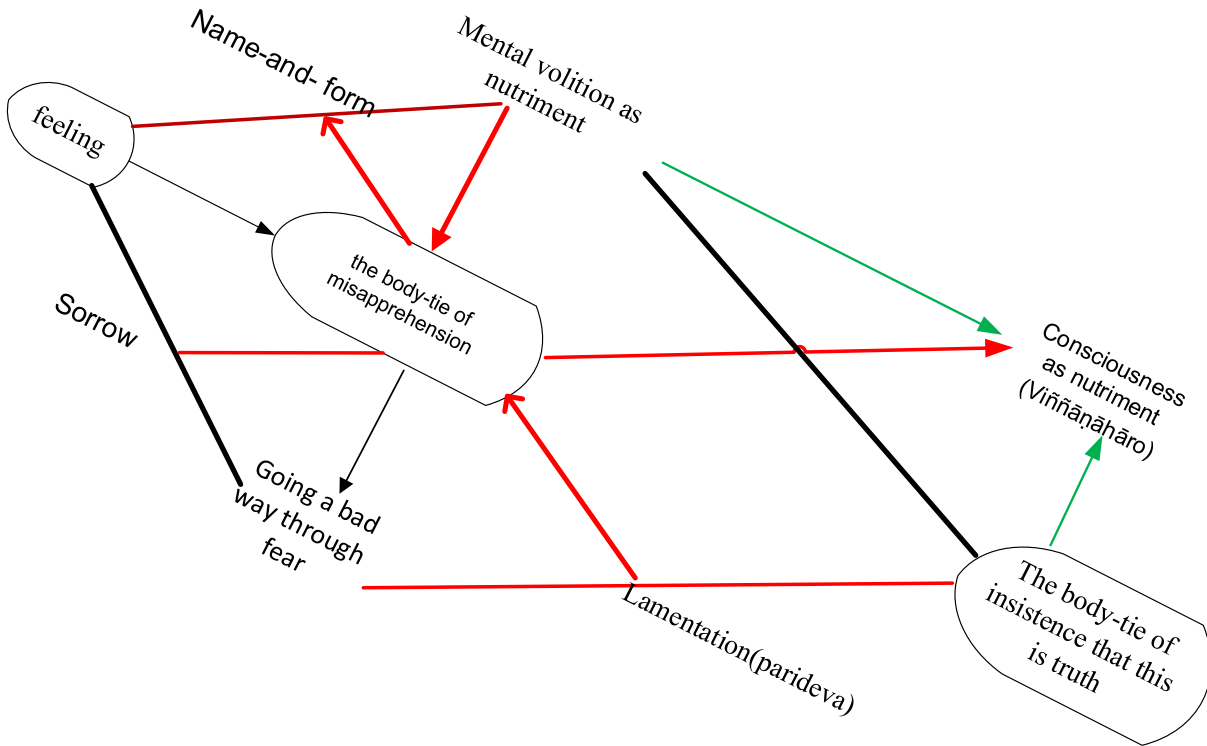 Name-and- form
Mental volition as
nutriment
feeling
the body-tie of
misapprehension
Sorrow
Consciousness
as nutriment
(Viññāṇāhāro)
Going a bad
way through
fear
The body-tie of
insistence that this
is truth
Lamentation(parideva)